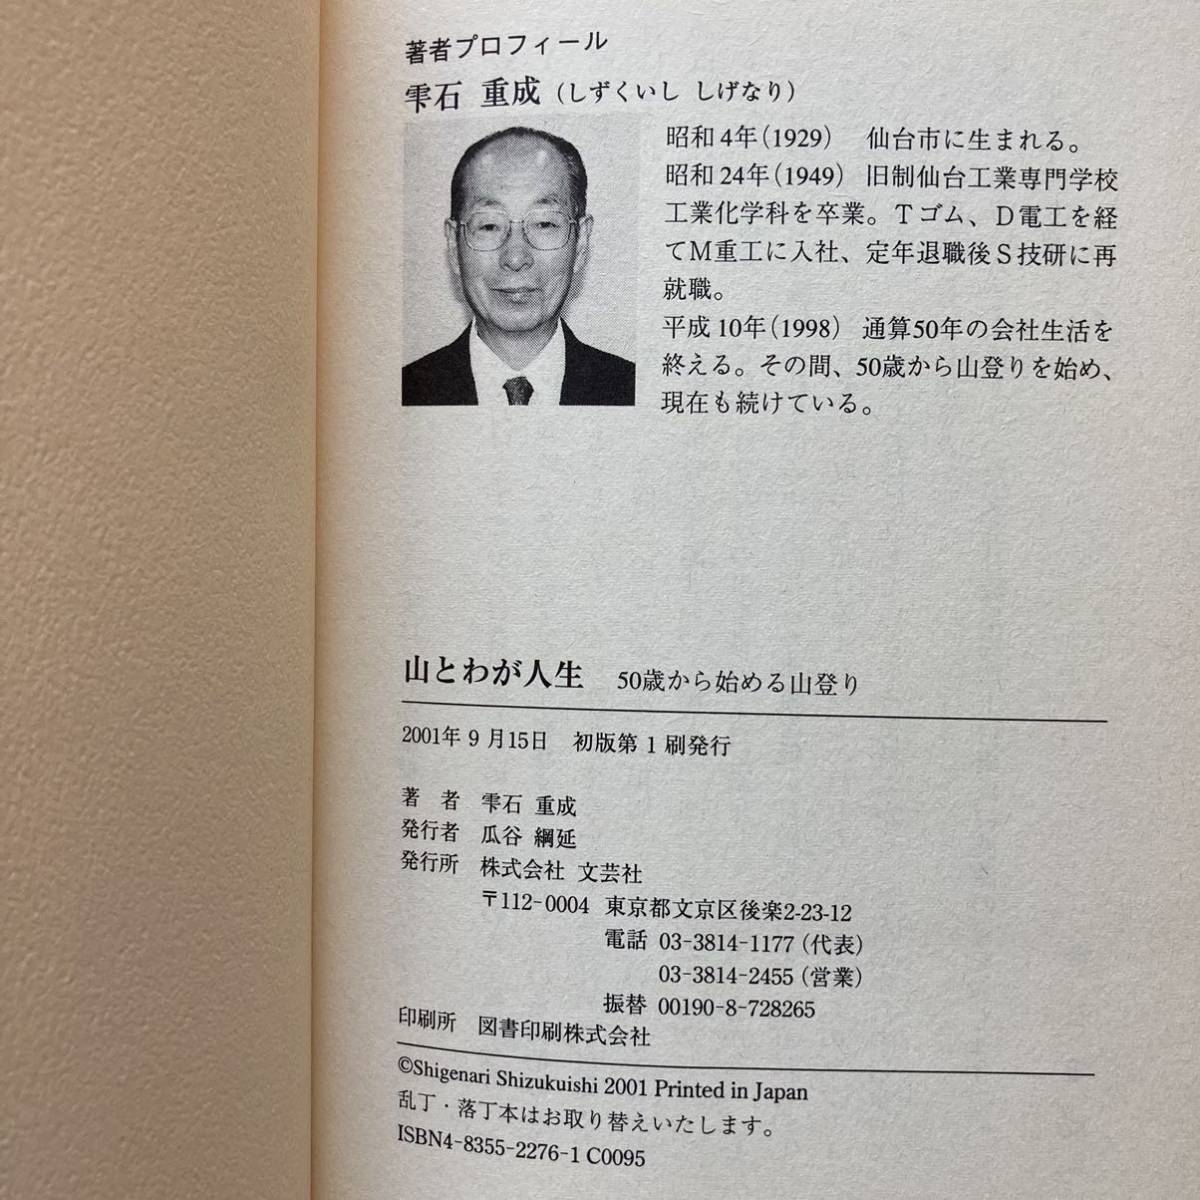 著者プロフィール
雫石 重成（しずくいし しげなり）
昭和4年（1929） 仙台市に生まれる。
昭和24年（1949） 旧制仙台工業専門学校
工業化学科を卒業。Tゴム、D電工を経
てM重工に入社、定年退職後S技研に再
就職。
平成10年（1998） 通算50年の会社生活を
終える。その間、50歳から山登りを始め、
現在も続けている。
山とわが人生 50歳から始める山登り
2001年9月15日 初版第1刷発行
著 者 雫石 重成
発行者 瓜谷 綱延
発行所 株式会社 文芸社
〒112-0004 東京都文京区後楽2-23-12
電話 03-3814-1177（代表）
03-3814-2455（営業）
振替 00190-8-728265
印刷所 図書印刷株式会社
©Shigenari Shizukuishi 2001 Printed in Japan
乱丁・落丁本はお取り替えいたします。
ISBN4-8355-2276-1 C0095